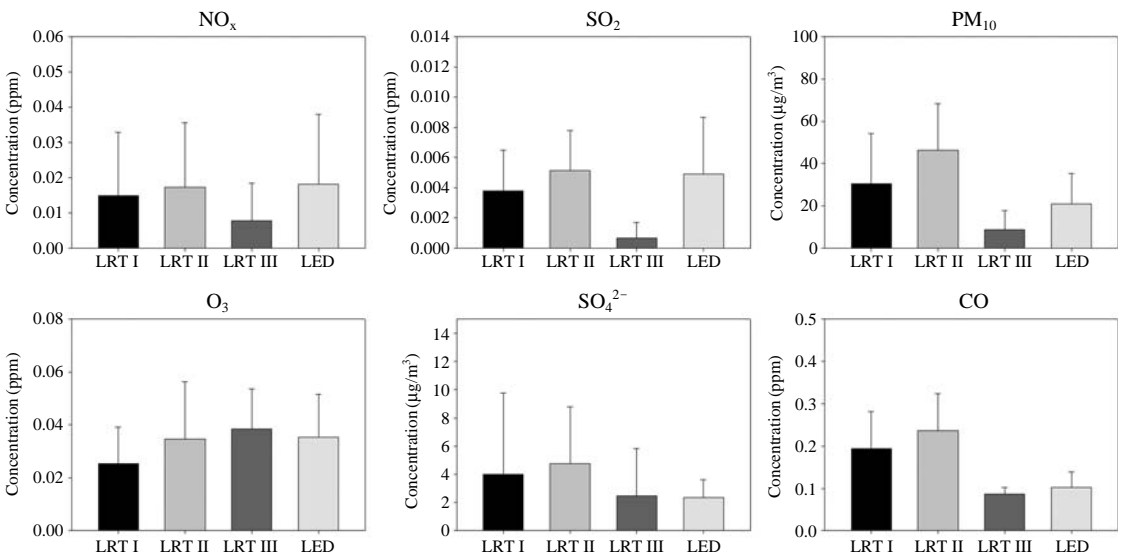 NOₓ
Concentration (ppm)
0.06
0.05
0.04
0.03
0.02
0.01
0.00
LRT I LRT II LRT III LED
SO₂
Concentration (ppm)
0.014
0.012
0.010
0.008
0.006
0.004
0.002
0.000
LRT I LRT II LRT III LED
PM₁₀
Concentration (μg/m³)
100
80
60
40
20
0
LRT I LRT II LRT III LED
O₃
Concentration (ppm)
0.08
0.06
0.04
0.02
0.00
LRT I LRT II LRT III LED
SO₄²⁻
Concentration (μg/m³)
14
12
10
8
6
4
2
0
LRT I LRT II LRT III LED
CO
Concentration (ppm)
0.5
0.4
0.3
0.2
0.1
0.0
LRT I LRT II LRT III LED